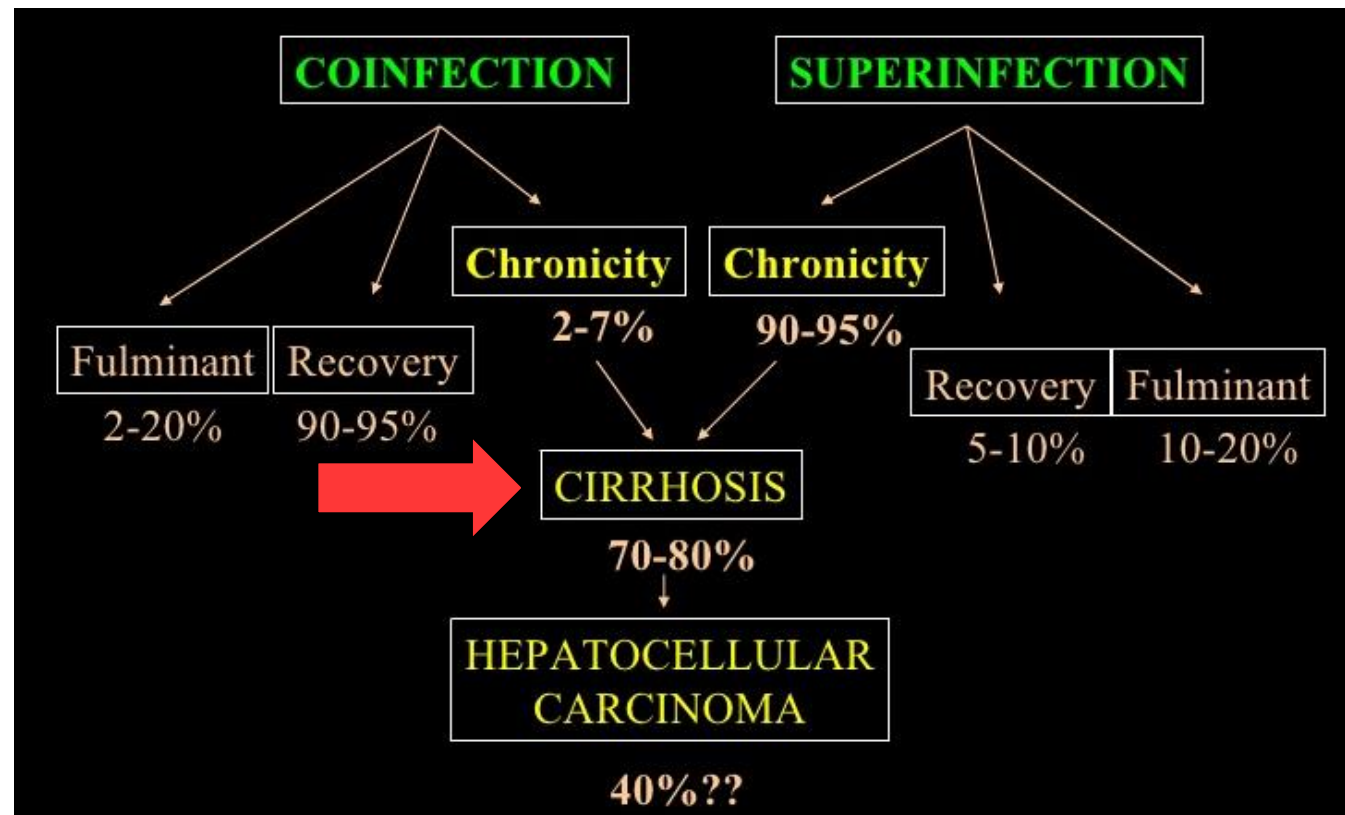 COINFECTION
SUPERINFECTION
Chronicity
Chronicity
2-7%
90-95%
Fulminant
Recovery
2-20%
90-95%
Recovery
Fulminant
5-10%
10-20%
CIRRHOSIS
70-80%
HEPATOCELLULAR
CARCINOMA
40%??